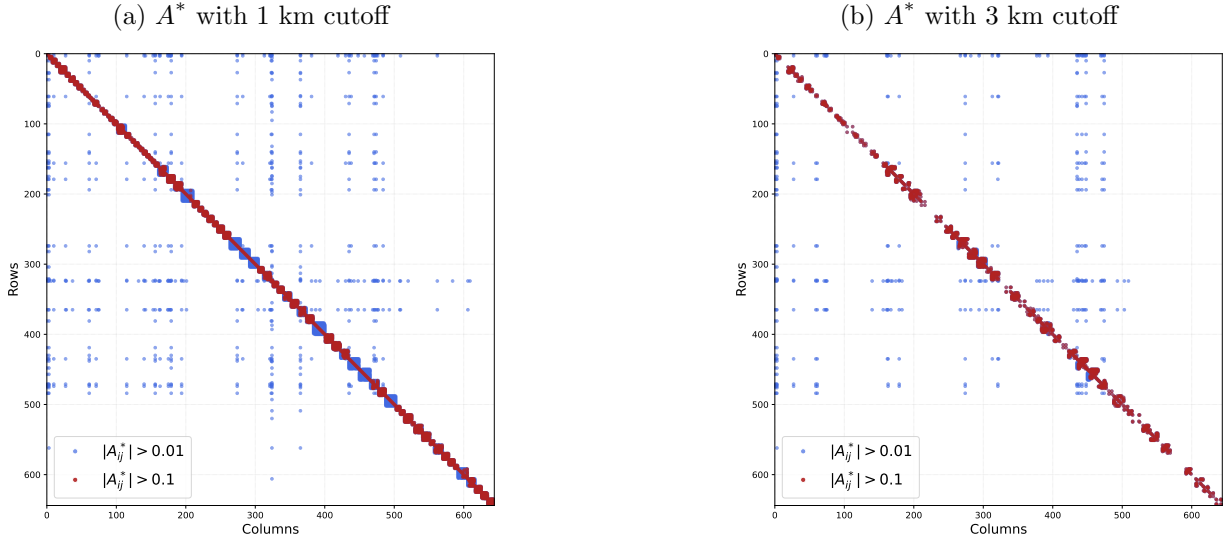 (a) A* with 1 km cutoff
0
100
200
300
400
500
600
Rows
0 100 200 300 400 500 600
Columns
|A*ij| > 0.01
|A*ij| > 0.1
(b) A* with 3 km cutoff
0
100
200
300
400
500
600
Rows
0 100 200 300 400 500 600
Columns
|A*ij| > 0.01
|A*ij| > 0.1